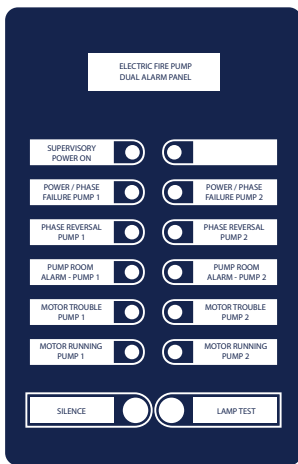 ELECTRIC FIRE PUMP
DUAL ALARM PANEL
SUPERVISORY
POWER ON
POWER / PHASE
FAILURE PUMP 1
POWER / PHASE
FAILURE PUMP 2
PHASE REVERSAL
PUMP 1
PHASE REVERSAL
PUMP 2
PUMP ROOM
ALARM - PUMP 1
PUMP ROOM
ALARM - PUMP 2
MOTOR TROUBLE
PUMP 1
MOTOR TROUBLE
PUMP 2
MOTOR RUNNING
PUMP 1
MOTOR RUNNING
PUMP 2
SILENCE
LAMP TEST